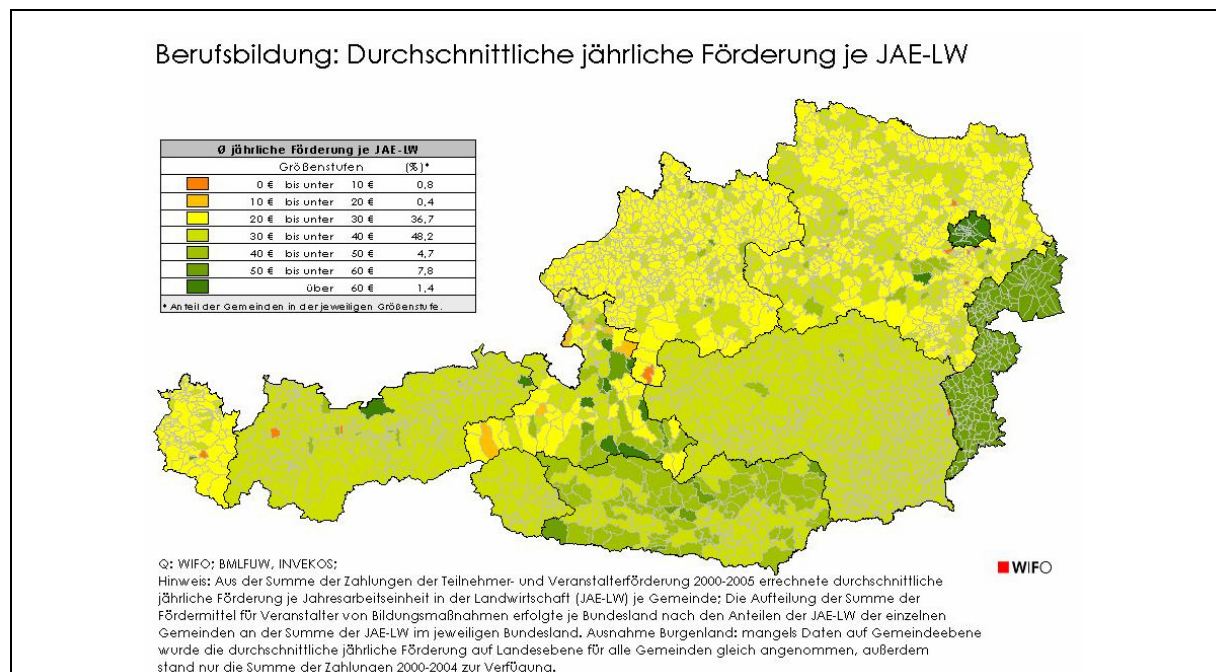 Berufsbildung: Durchschnittliche jährliche Förderung je JAE-LW
Ø jährliche Förderung je JAE-LW
Größenstufen (%)*
0 € bis unter 10 € 0,8
10 € bis unter 20 € 0,4
20 € bis unter 30 € 36,7
30 € bis unter 40 € 48,2
40 € bis unter 50 € 4,7
50 € bis unter 60 € 7,8
über 60 € 1,4
* Anteil der Gemeinden in der jeweiligen Größenstufe.
Q: WIFO; BMLFUW, INVEKOS;
WIFO
Hinweis: Aus der Summe der Zahlungen der Teilnehmer- und Veranstalterförderung 2000-2005 errechnete durchschnittliche
jährliche Förderung je Jahresarbeitseinheit in der Landwirtschaft (JAE-LW) je Gemeinde; Die Aufteilung der Summe der
Fördermittel für Veranstalter von Bildungsmaßnahmen erfolgte je Bundesland nach den Anteilen der JAE-LW der einzelnen
Gemeinden an der Summe der JAE-LW im jeweiligen Bundesland. Ausnahme Burgenland: mangels Daten auf Gemeindeebene
wurde die durchschnittliche jährliche Förderung auf Landesebene für alle Gemeinden gleich angenommen, außerdem
stand nur die Summe der Zahlungen 2000-2004 zur Verfügung.